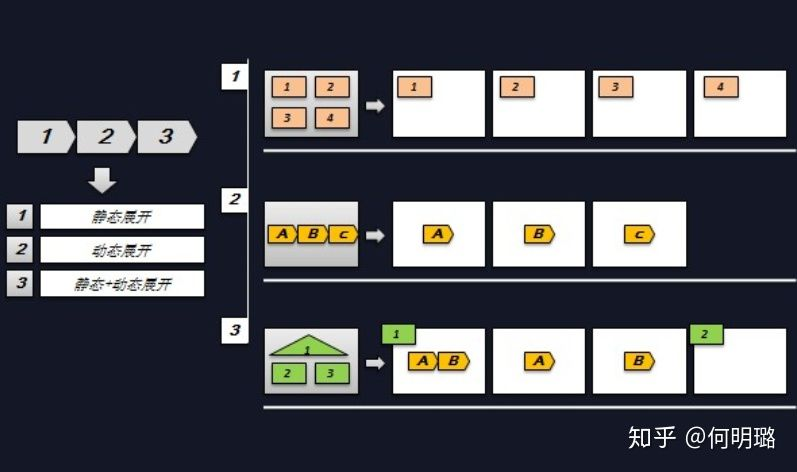 1 2 3
1 静态展开
2 动态展开
3 静态+动态展开
1
1 2
3 4
1 2 3 4
2
A B C
A B C
3
1
2 3
1
A B A B
2
知乎 @何明璐